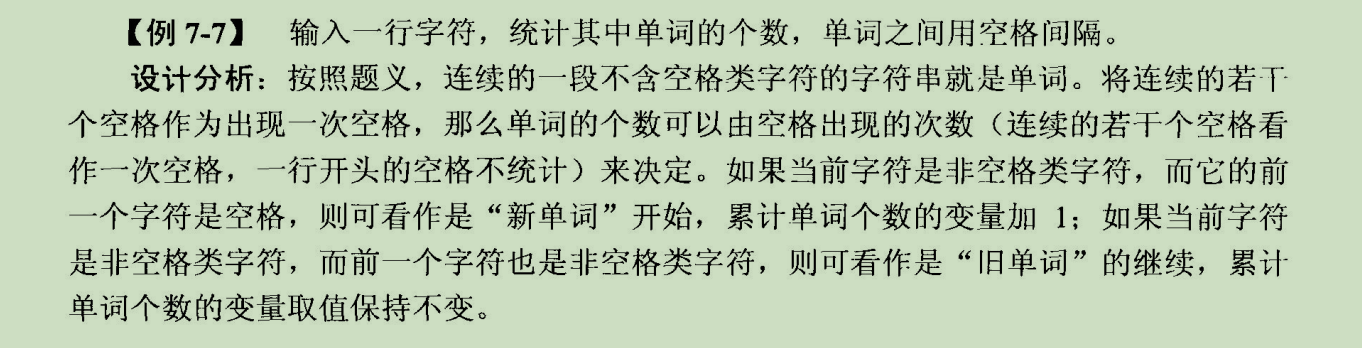 【例 7-7】 输入一行字符，统计其中单词的个数，单词之间用空格间隔。
设计分析：按照题义，连续的一段不含空格类字符的字符串就是单词。将连续的若干
个空格作为出现一次空格，那么单词的个数可以由空格出现的次数（连续的若干个空格看
作一次空格，一行开头的空格不统计）来决定。如果当前字符是非空格类字符，而它的前
一个字符是空格，则可看作是“新单词”开始，累计单词个数的变量加 1；如果当前字符
是非空格类字符，而前一个字符也是非空格类字符，则可看作是“旧单词”的继续，累计
单词个数的变量取值保持不变。